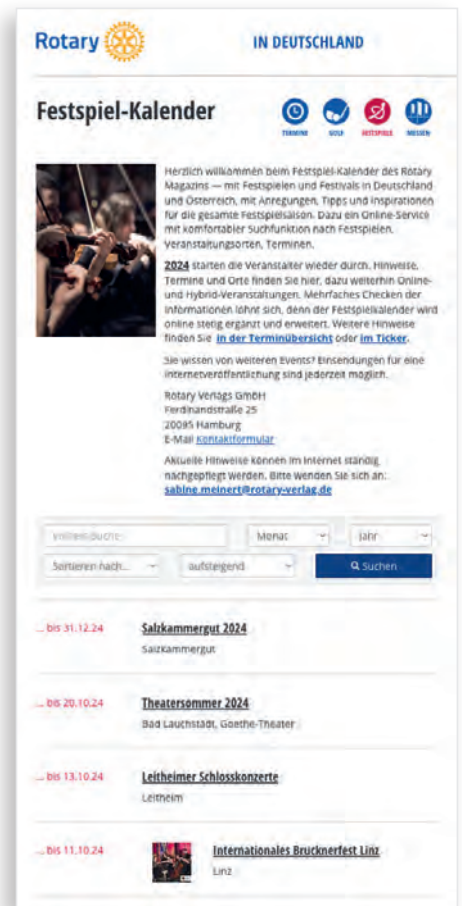 Rotary
IN DEUTSCHLAND
Festspiel-Kalender
TERMINE
GOLF
FESTSPIELE
MESSEN
Herzlich willkommen beim Festspiel-Kalender des Rotary
Magazins — mit Festspielen und Festivals in Deutschland
und Österreich, mit Anregungen, Tipps und Inspirationen
für die gesamte Festspielsaison. Dazu ein Online-Service
mit komfortabler Suchfunktion nach Festspielen,
Veranstaltungsorten, Terminen.
2024 starten die Veranstalter wieder durch. Hinweise,
Termine und Orte finden Sie hier, dazu weiterhin Online-
und Hybrid-Veranstaltungen. Mehrfaches Checken der
Informationen lohnt sich, denn der Festspielkalender wird
online stetig ergänzt und erweitert. Weitere Hinweise
finden Sie in der Terminübersicht oder im Ticker.
Sie wissen von weiteren Events? Einsendungen für eine
Internetveröffentlichung sind jederzeit möglich.
Rotary Verlags GmbH
Ferdinandstraße 25
20095 Hamburg
E-Mail Kontaktformular
Aktuelle Hinweise können im Internet ständig
nachgepflegt werden. Bitte wenden Sie sich an:
sabine.meinert@rotary-verlag.de
Volltext-Suche
Monat
Jahr
Sortieren nach...
aufsteigend
Suchen
... bis 31.12.24
Salzkammergut 2024
Salzkammergut
... bis 20.10.24
Theatersommer 2024
Bad Lauchstädt, Goethe-Theater
... bis 13.10.24
Leitheimer Schlosskonzerte
Leitheim
... bis 11.10.24
Internationales Brucknerfest Linz
Linz